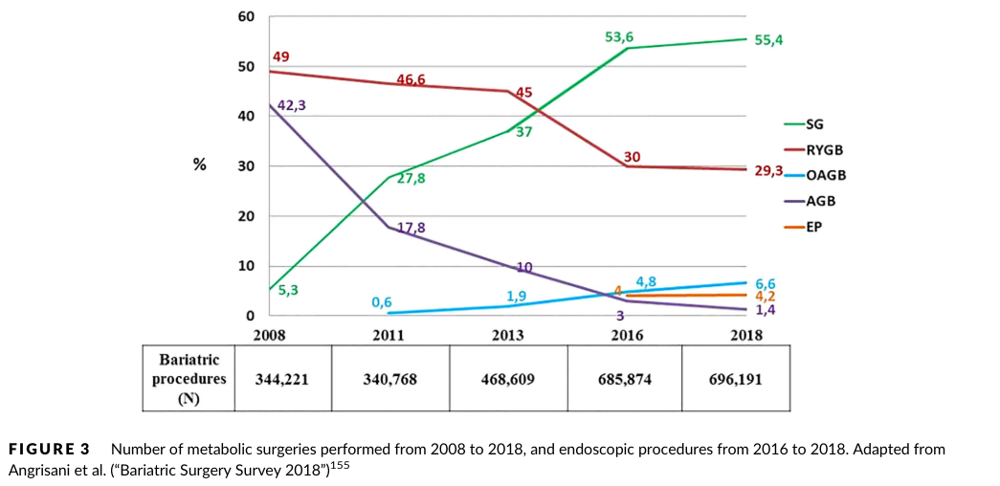 60
50
40
30
20
10
0
%
49
46,6
45
30
29,3
42,3
17,8
10
3
1,4
5,3
27,8
37
53,6
55,4
0,6
1,9
4,8
6,6
4
4,2
SG
RYGB
OAGB
AGB
EP
2008 2011 2013 2016 2018
Bariatric
procedures
(N)
344,221 340,768 468,609 685,874 696,191
FIGURE 3 Number of metabolic surgeries performed from 2008 to 2018, and endoscopic procedures from 2016 to 2018. Adapted from
Angrisani et al. (“Bariatric Surgery Survey 2018”)155